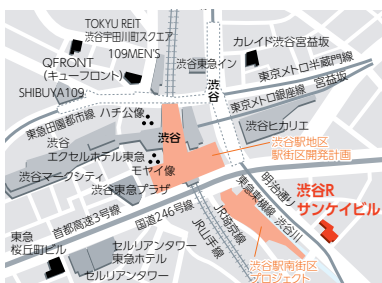 TOKYU REIT
渋谷宇田川町スクエア
109MEN'S
QFRONT
（キューフロント）
SHIBUYA109
カレイド渋谷宮益坂
渋谷東急イン
渋谷
東京メトロ半蔵門線
宮益坂
東京メトロ銀座線
東急田園都市線
ハチ公像
渋谷
渋谷ヒカリエ
渋谷
エクセルホテル東急
渋谷駅地区
駅街区開発計画
モヤイ像
渋谷マークシティ
渋谷東急プラザ
明治通り
東急東横線
渋谷川
渋谷R
サンケイビル
首都高速3号線
国道246号線
JR埼京線
JR山手線
東急
桜丘町ビル
セルリアンタワー
東急ホテル
セルリアンタワー
渋谷駅南街区
プロジェクト